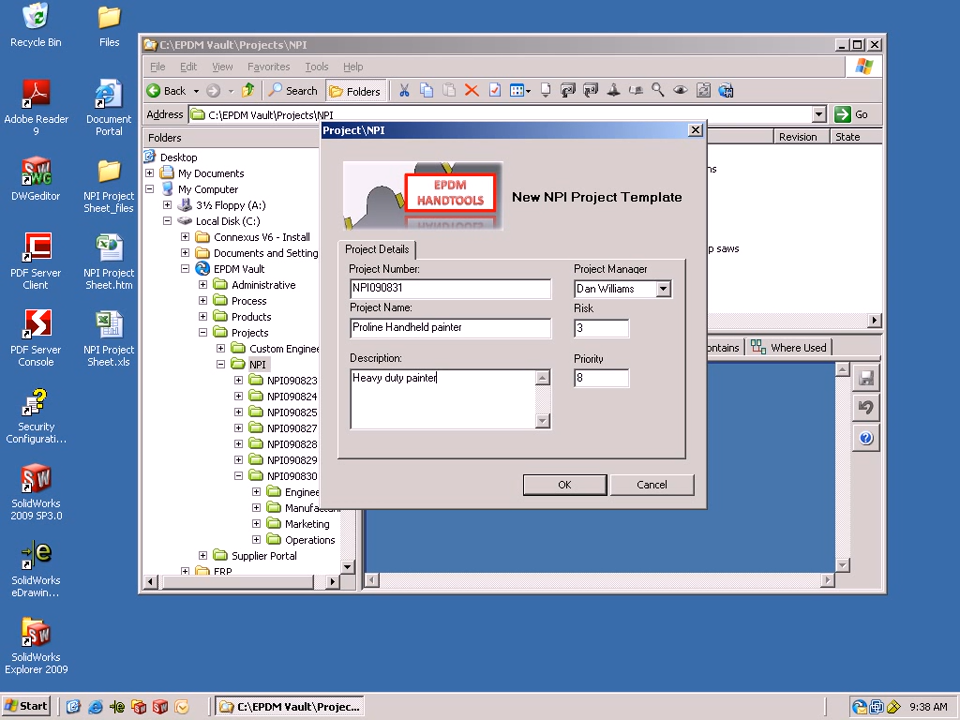 Recycle Bin
Files
Adobe Reader
9
Document
Portal
DWGeditor
NPI Project
Sheet_files
PDF Server
Client
NPI Project
Sheet.htm
PDF Server
Console
NPI Project
Sheet.xls
Security
Configurati...
SolidWorks
2009 SP3.0
SolidWorks
eDrawin...
SolidWorks
Explorer 2009
C:\EPDM Vault\Projects\NPI
File Edit View Favorites Tools Help
Back Search Folders
Address C:\EPDM Vault\Projects\NPI Go
Folders
Desktop
My Documents
My Computer
3½ Floppy (A:)
Local Disk (C:)
Connexus V6 - Install
Documents and Setting
EPDM Vault
Administrative
Process
Products
Projects
Custom Engine
NPI
NPI090823
NPI090824
NPI090825
NPI090827
NPI090828
NPI090829
NPI090830
Engine
Manufactur
Marketing
Operations
Supplier Portal
ERP
Revision State
ns
p saws
ontains Where Used
Project\NPI
EPDM
HANDTOOLS
New NPI Project Template
Project Details
Project Number:
NPI090831
Project Manager
Dan Williams
Project Name:
Proline Handheld painter
Risk
3
Description:
Heavy duty painter
Priority
8
OK Cancel
Start C:\EPDM Vault\Projec... 9:38 AM